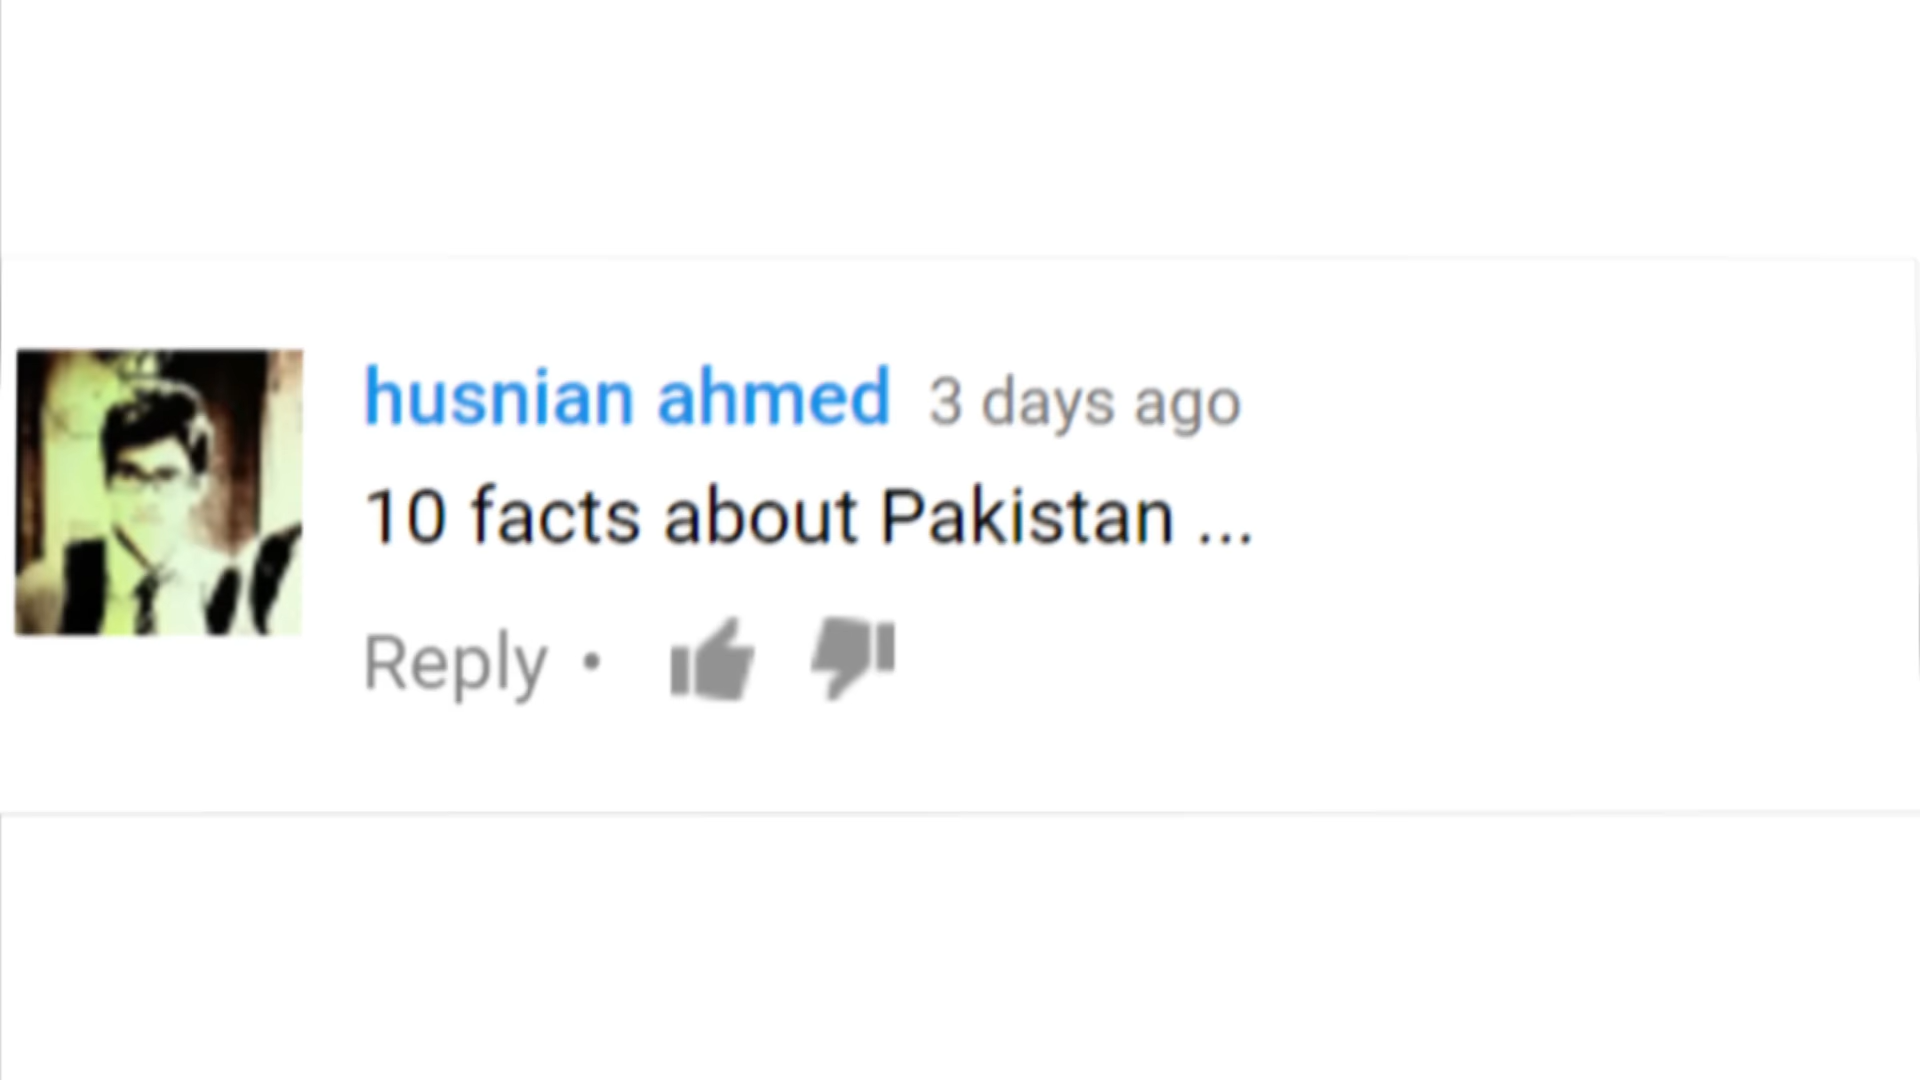 husnian ahmed 3 days ago
10 facts about Pakistan ...
Reply •